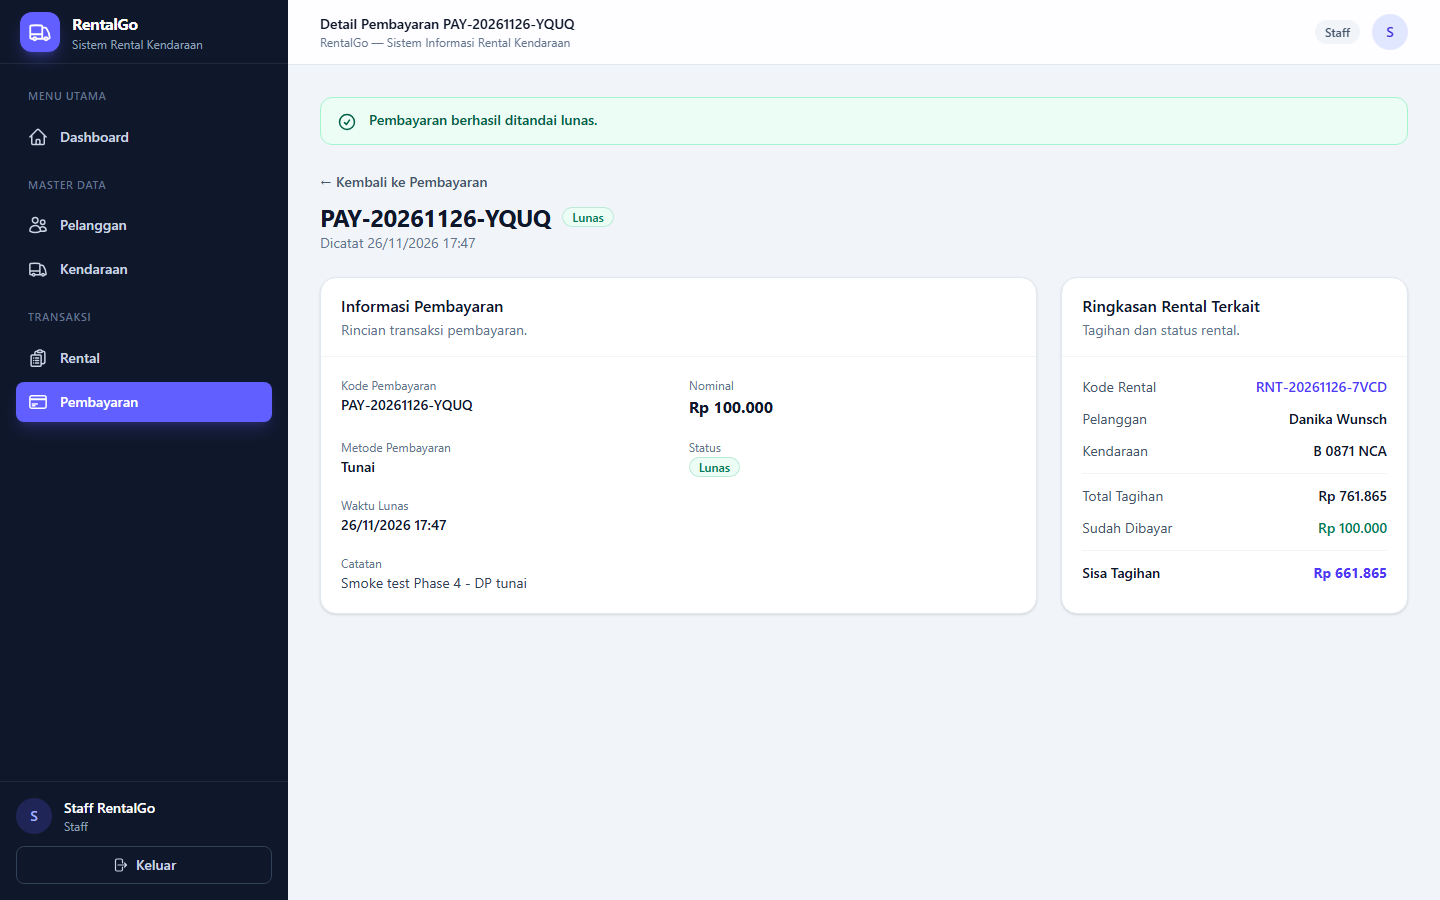 RentalGo
Sistem Rental Kendaraan
MENU UTAMA
Dashboard
MASTER DATA
Pelanggan
Kendaraan
TRANSAKSI
Rental
Pembayaran
S
Staff RentalGo
Staff
Keluar
Detail Pembayaran PAY-20261126-YQUQ
RentalGo — Sistem Informasi Rental Kendaraan
Staff
S
Pembayaran berhasil ditandai lunas.
← Kembali ke Pembayaran
PAY-20261126-YQUQ Lunas
Dicatat 26/11/2026 17:47
Informasi Pembayaran
Rincian transaksi pembayaran.
Kode Pembayaran
PAY-20261126-YQUQ
Nominal
Rp 100.000
Metode Pembayaran
Tunai
Status
Lunas
Waktu Lunas
26/11/2026 17:47
Catatan
Smoke test Phase 4 - DP tunai
Ringkasan Rental Terkait
Tagihan dan status rental.
Kode Rental RNT-20261126-7VCD
Pelanggan Danika Wunsch
Kendaraan B 0871 NCA
Total Tagihan Rp 761.865
Sudah Dibayar Rp 100.000
Sisa Tagihan Rp 661.865